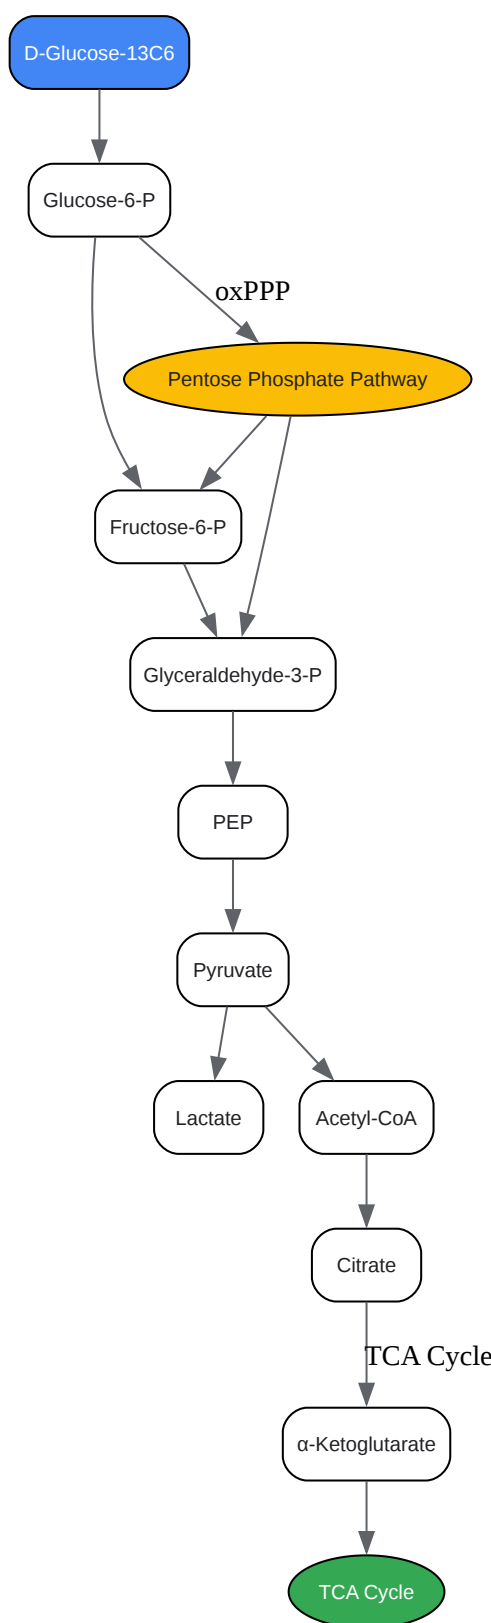 D-Glucose-13C6
Glucose-6-P
oxPPP
Pentose Phosphate Pathway
Fructose-6-P
Glyceraldehyde-3-P
PEP
Pyruvate
Lactate
Acetyl-CoA
Citrate
TCA Cycle
α-Ketoglutarate
TCA Cycle